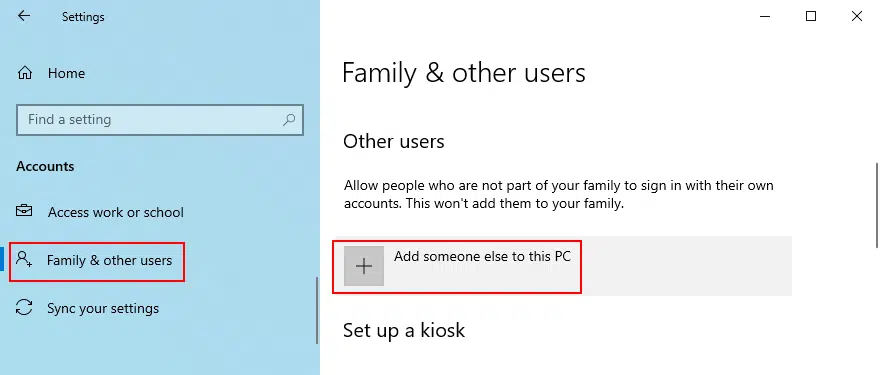 Settings
Home
Find a setting
Accounts
Access work or school
Family & other users
Sync your settings
Family & other users
Other users
Allow people who are not part of your family to sign in with their own
accounts. This won't add them to your family.
Add someone else to this PC
Set up a kiosk